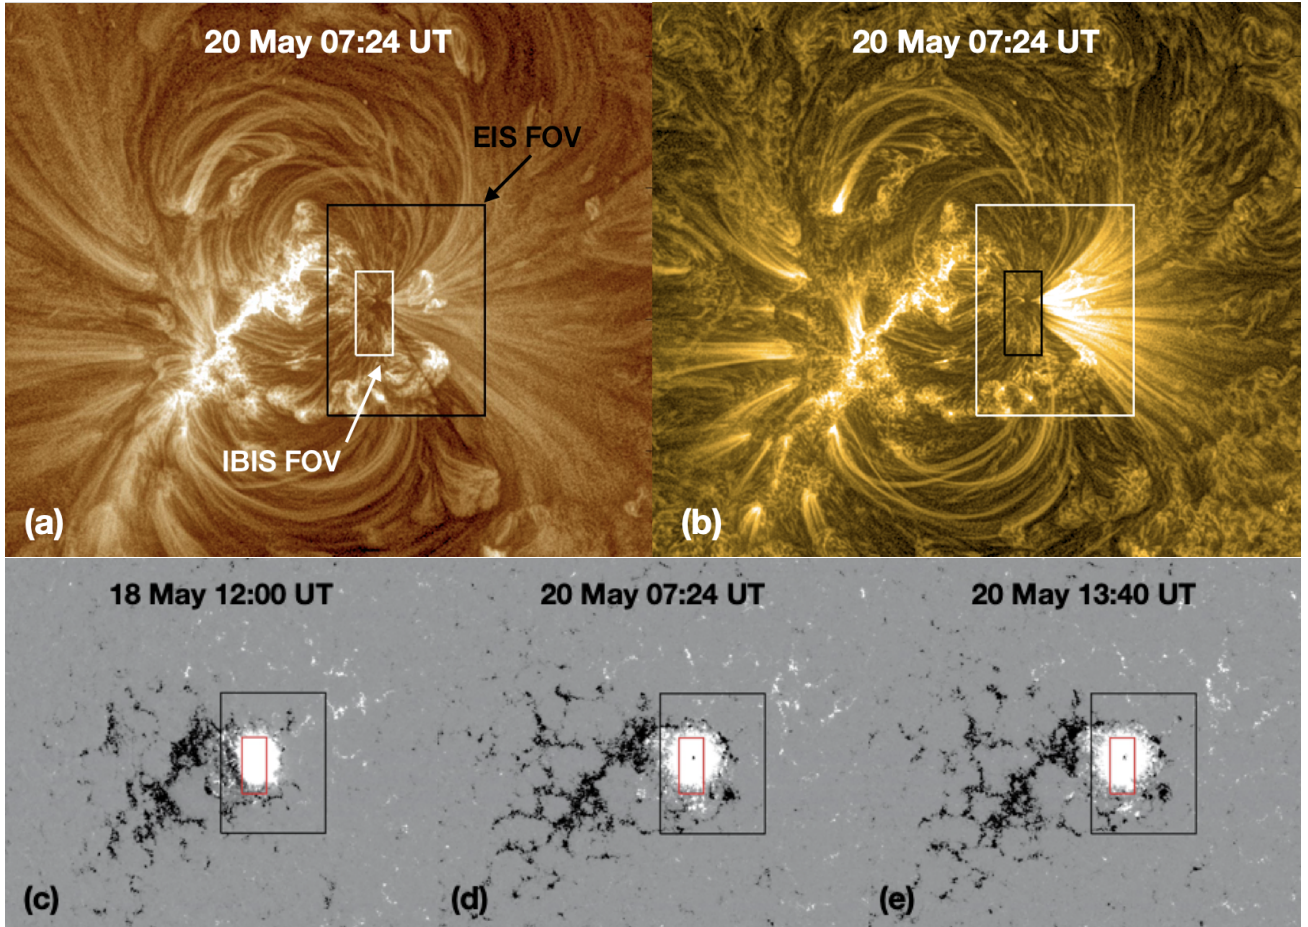 20 May 07:24 UT
20 May 07:24 UT
EIS FOV
IBIS FOV
(a)
(b)
18 May 12:00 UT
20 May 07:24 UT
20 May 13:40 UT
(c)
(d)
(e)